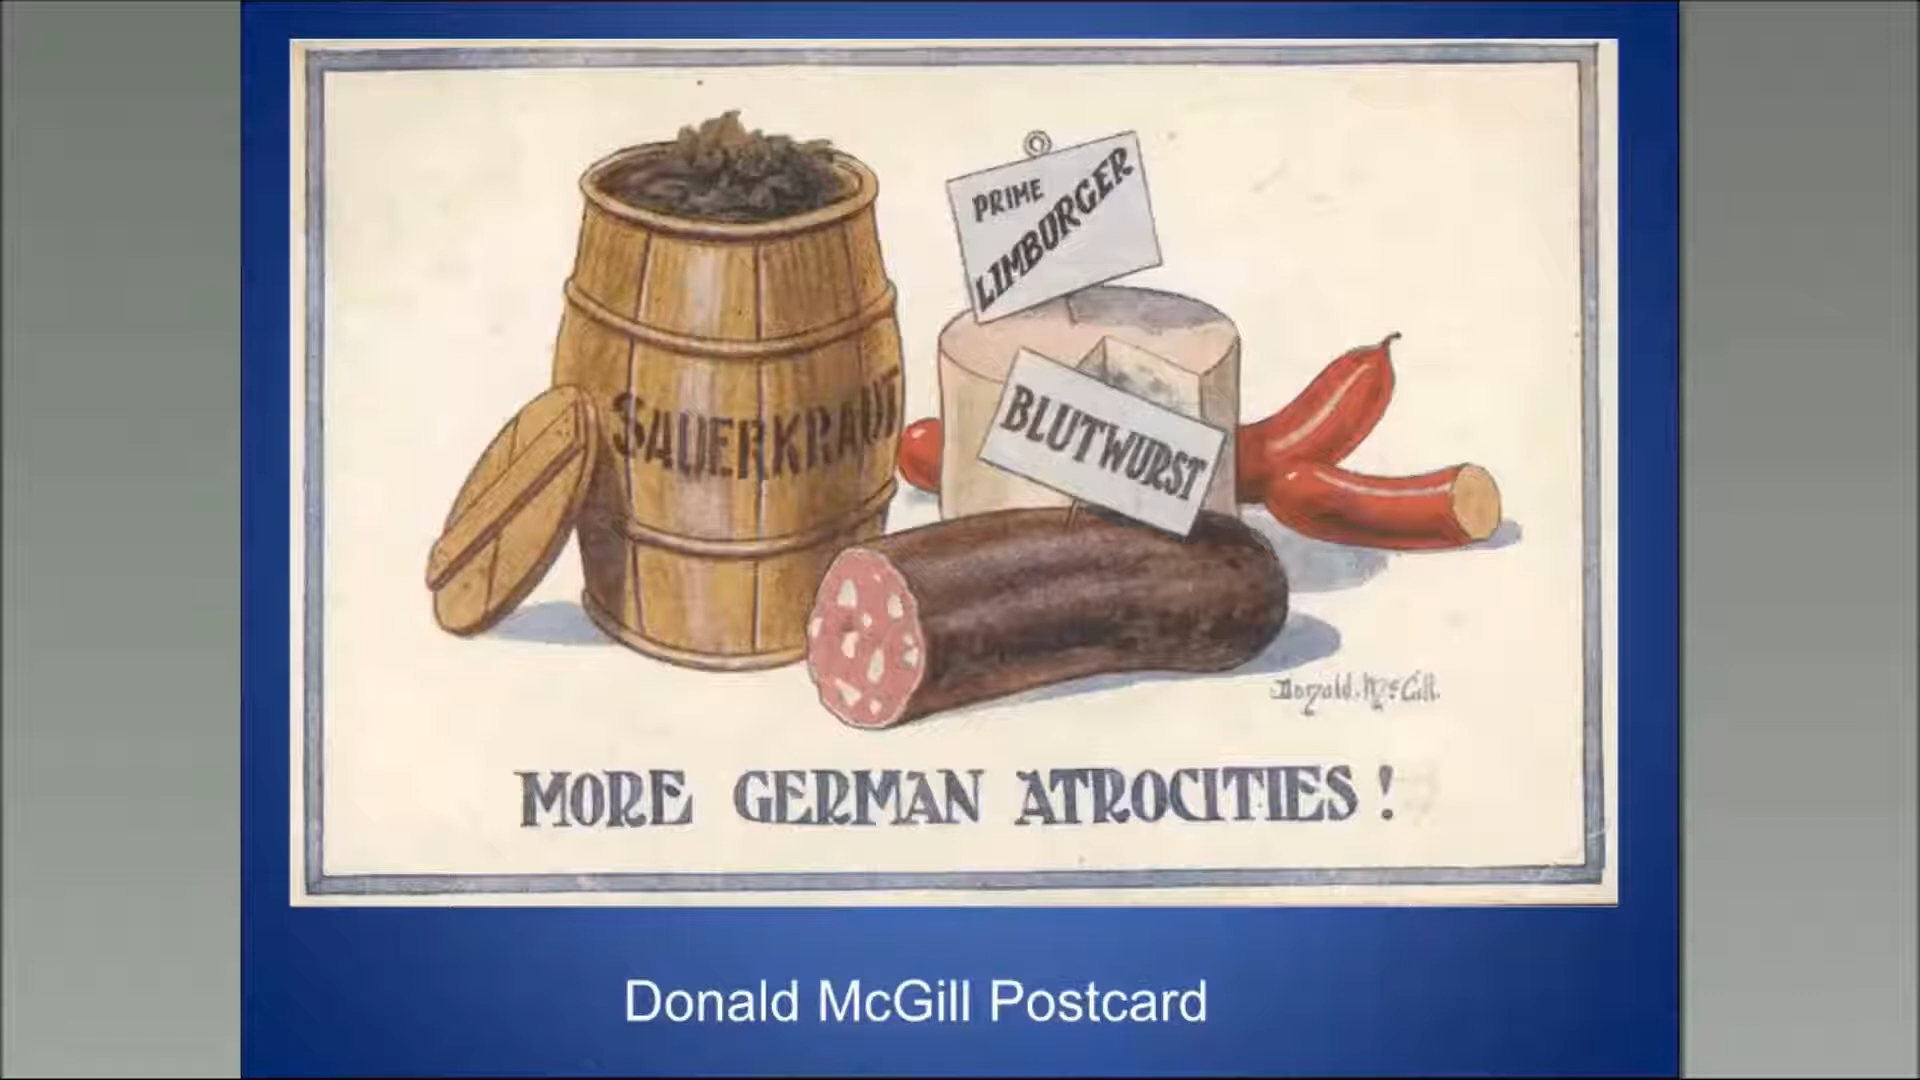 PRIME
LIMBURGER
SAUERKRAUT
BLUTWURST
Donald McGill.
MORE GERMAN ATROCITIES!
Donald McGill Postcard